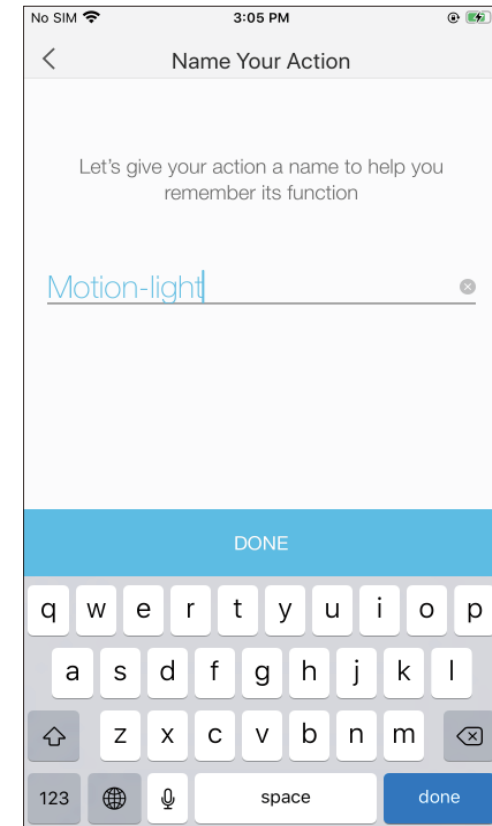 No SIM 3:05 PM
Name Your Action
Let's give your action a name to help you
remember its function
Motion-light
DONE
q w e r t y u i o p
a s d f g h j k l
z x c v b n m
123 space done